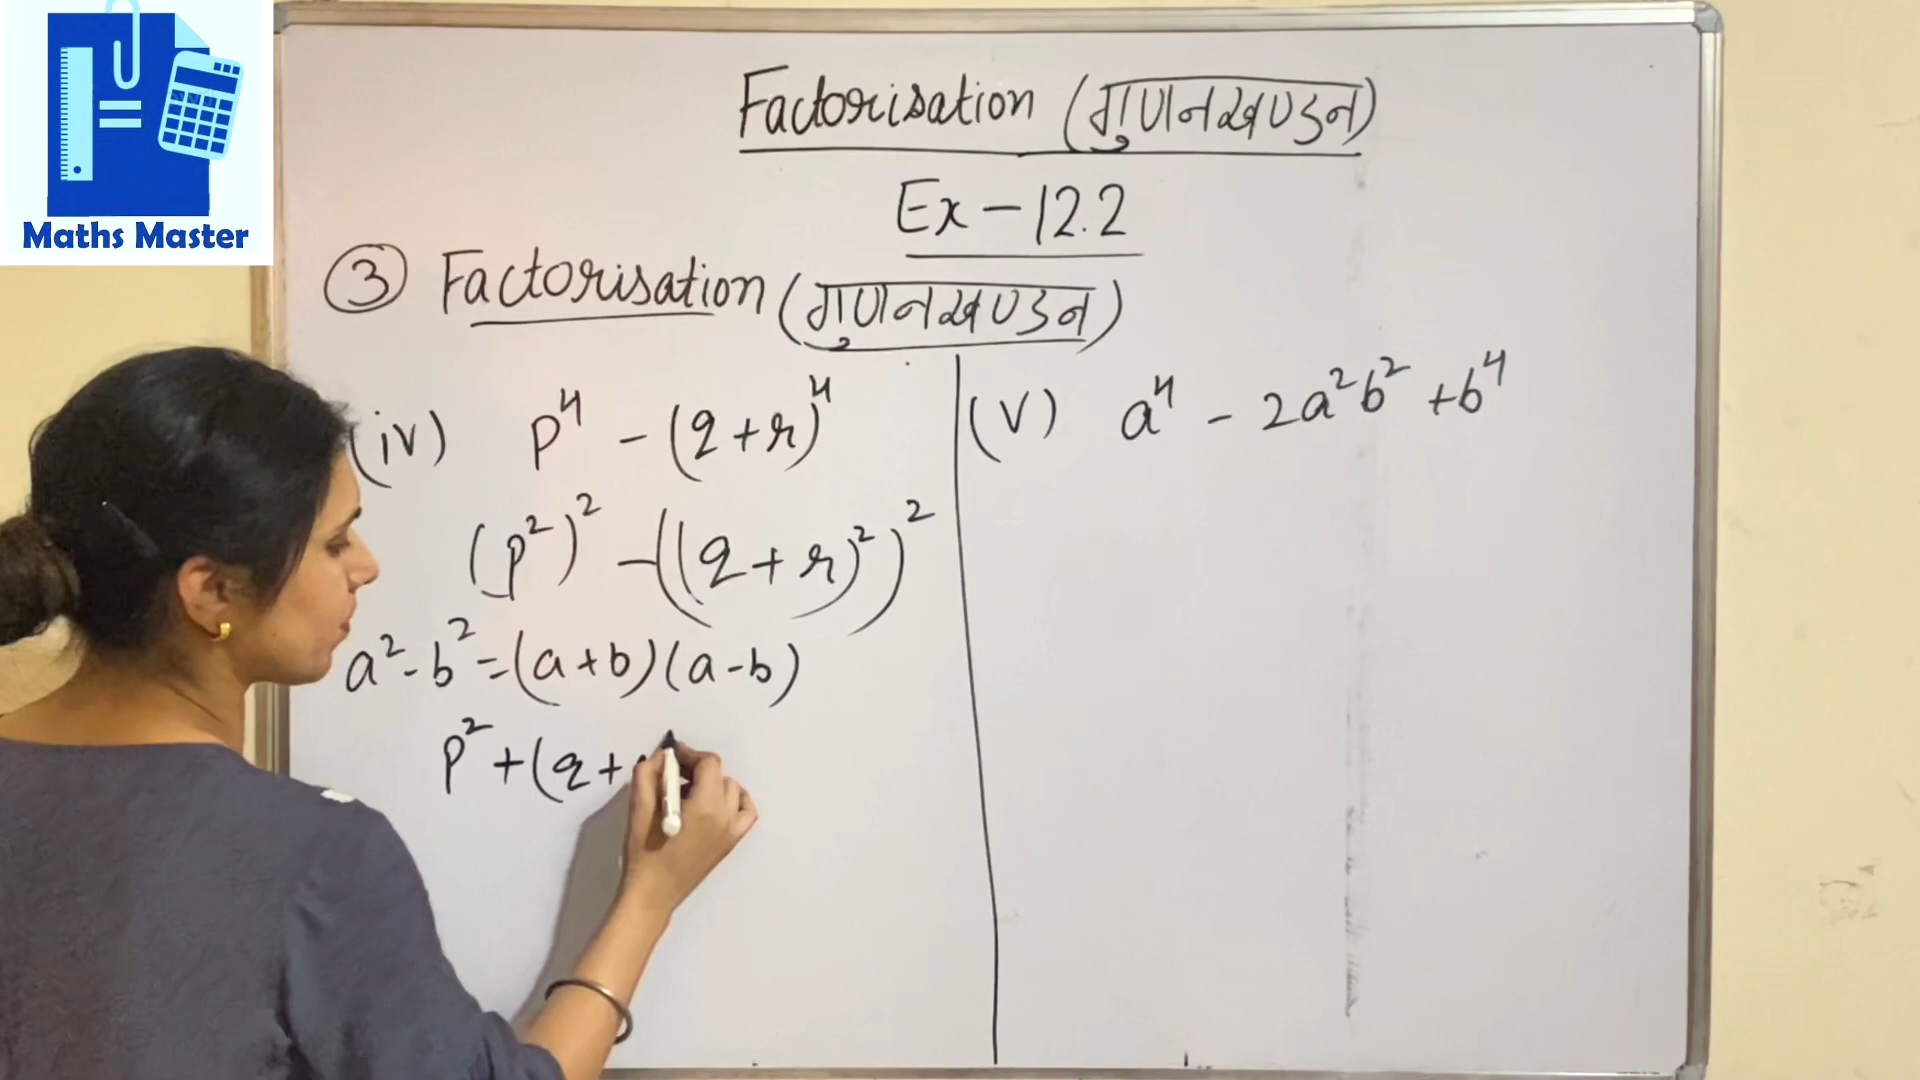 Maths Master
Factorisation (गुणनखण्डन)
Ex - 12.2
③ Factorisation (गुणनखण्डन)
(iv) p⁴ - (q+r)⁴
(p²)² - ((q+r)²)²
a² - b² = (a+b)(a-b)
p² + (q+
(v) a⁴ - 2a²b² + b⁴